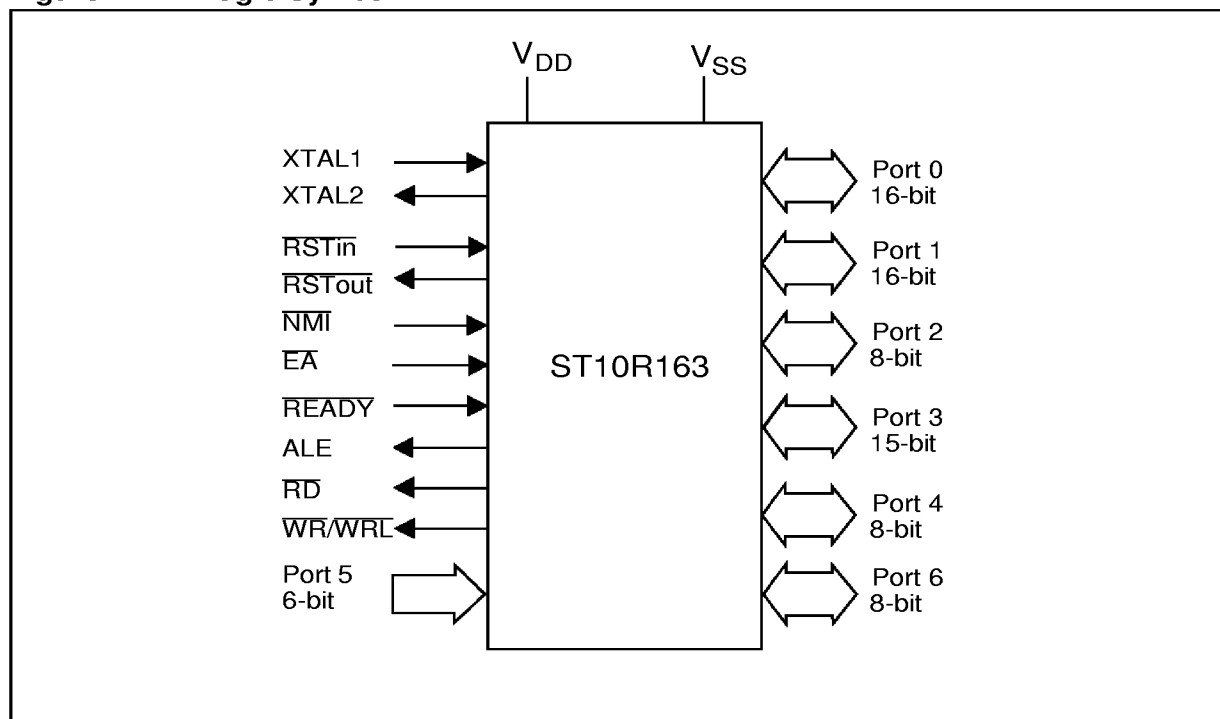 V_DD
V_SS
XTAL1
XTAL2
RSTin
RSTout
NMI
EA
READY
ALE
RD
WR/WRL
Port 5
6-bit
ST10R163
Port 0
16-bit
Port 1
16-bit
Port 2
8-bit
Port 3
15-bit
Port 4
8-bit
Port 6
8-bit